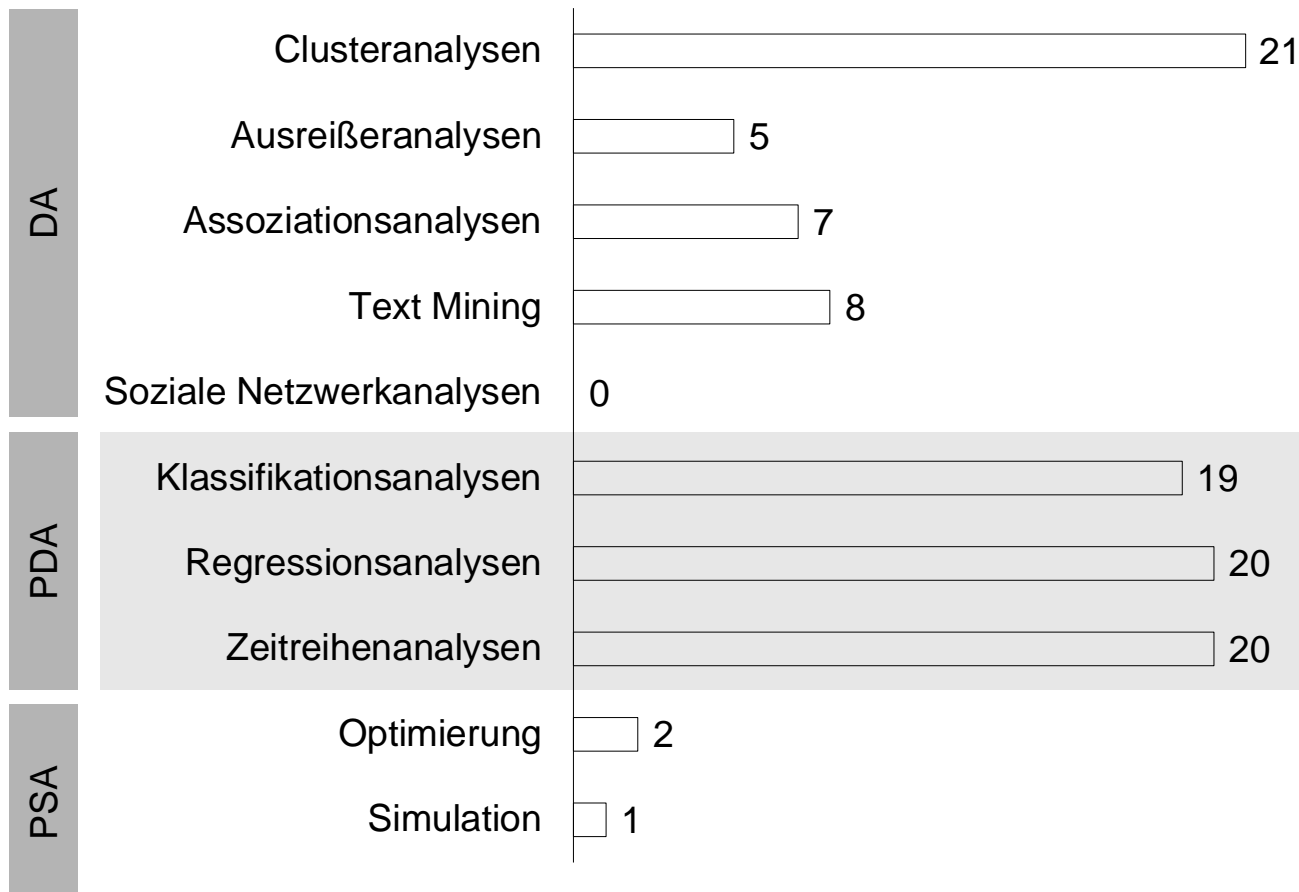 DA
Clusteranalysen 21
Ausreißeranalysen 5
Assoziationsanalysen 7
Text Mining 8
Soziale Netzwerkanalysen 0
PDA
Klassifikationsanalysen 19
Regressionsanalysen 20
Zeitreihenanalysen 20
PSA
Optimierung 2
Simulation 1